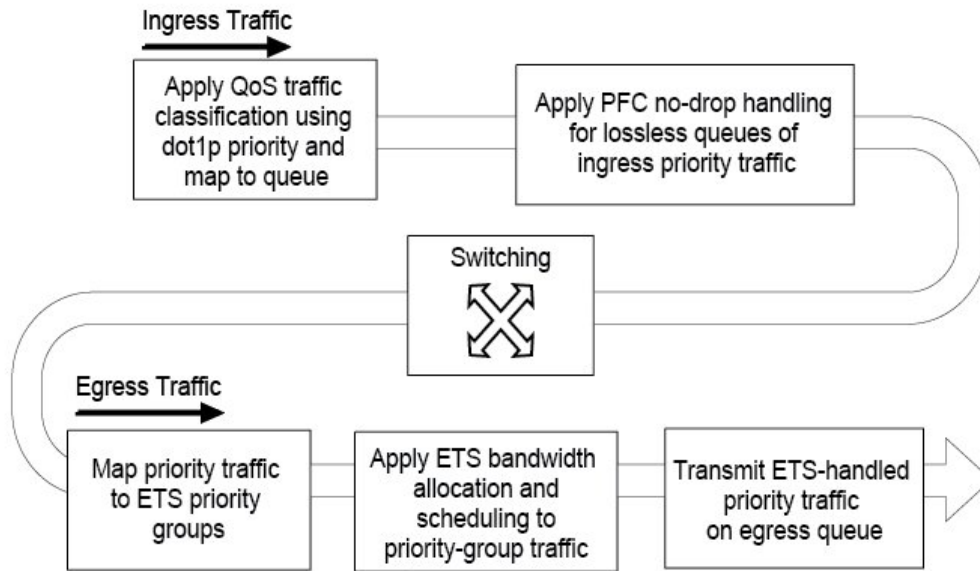 Ingress Traffic
Apply QoS traffic
classification using
dot1p priority and
map to queue
Apply PFC no-drop handling
for lossless queues of
ingress priority traffic
Switching
Egress Traffic
Map priority traffic
to ETS priority
groups
Apply ETS bandwidth
allocation and
scheduling to
priority-group traffic
Transmit ETS-handled
priority traffic
on egress queue